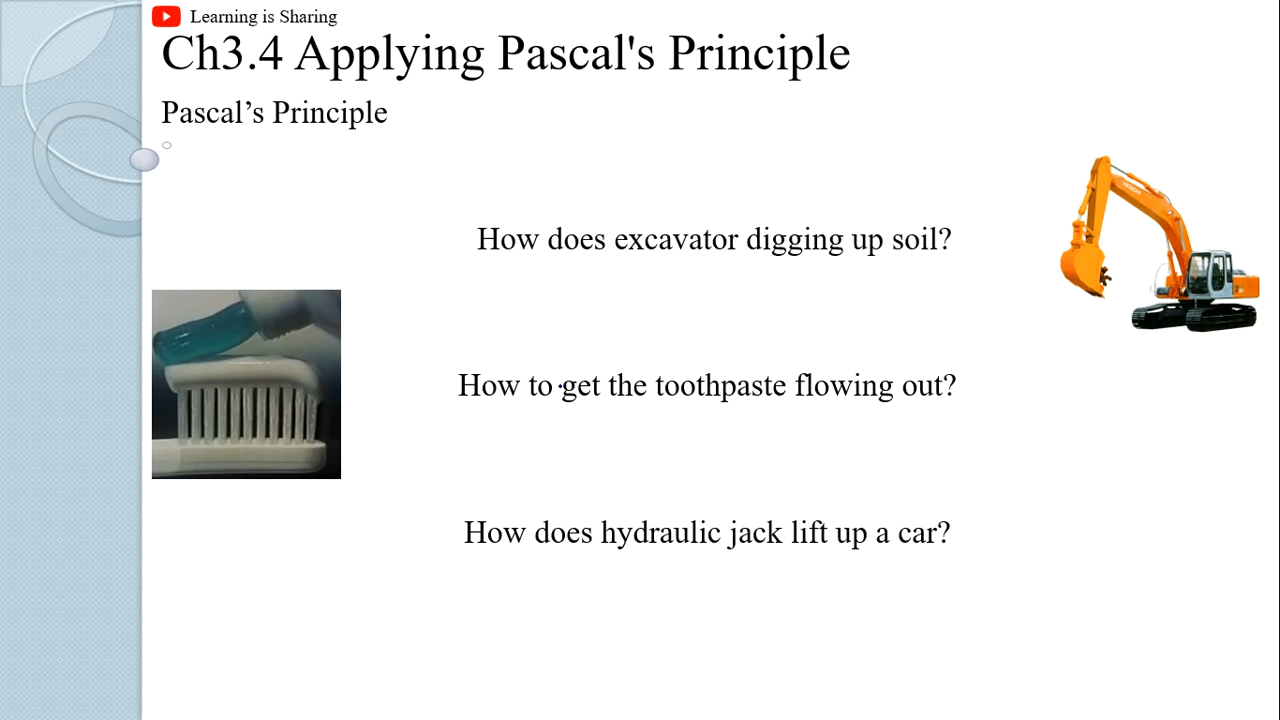 Learning is Sharing
Ch3.4 Applying Pascal's Principle
Pascal’s Principle
How does excavator digging up soil?
How to get the toothpaste flowing out?
How does hydraulic jack lift up a car?